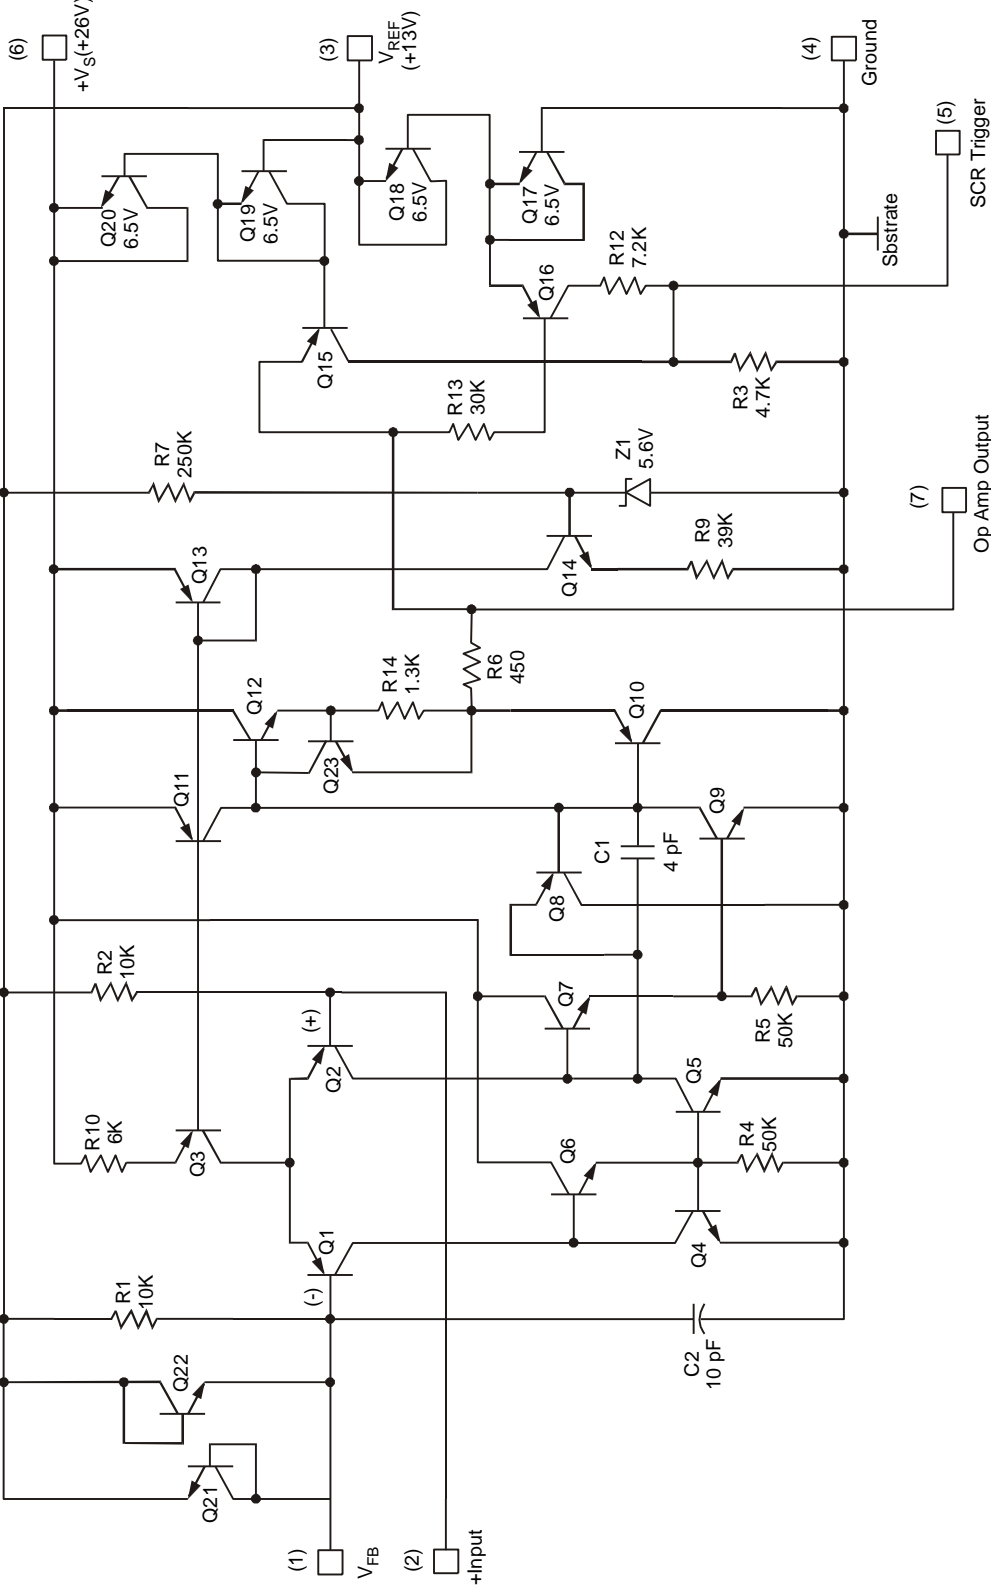 (6)
+VS(+26V)
R10
6K
R2
10K
R1
10K
Q22
Q21
Q3
Q11
Q13
R7
250K
Q20
6.5V
Q19
6.5V
Q12
Q23
R14
1.3K
(1)
VFB
(-)
Q1
Q2
(+)
Q15
(3)
VREF
(+13V)
Q18
6.5V
(2)
+Input
R6
450
R13
30K
Q17
6.5V
Q16
Q6
Q7
Q8
C1
4 pF
Q10
Q14
Z1
5.6V
R12
7.2K
C2
10 pF
Q4
Q5
R4
50K
R5
50K
Q9
R9
39K
R3
4.7K
(4)
Ground
Sbstrate
(7)
Op Amp Output
(5)
SCR Trigger